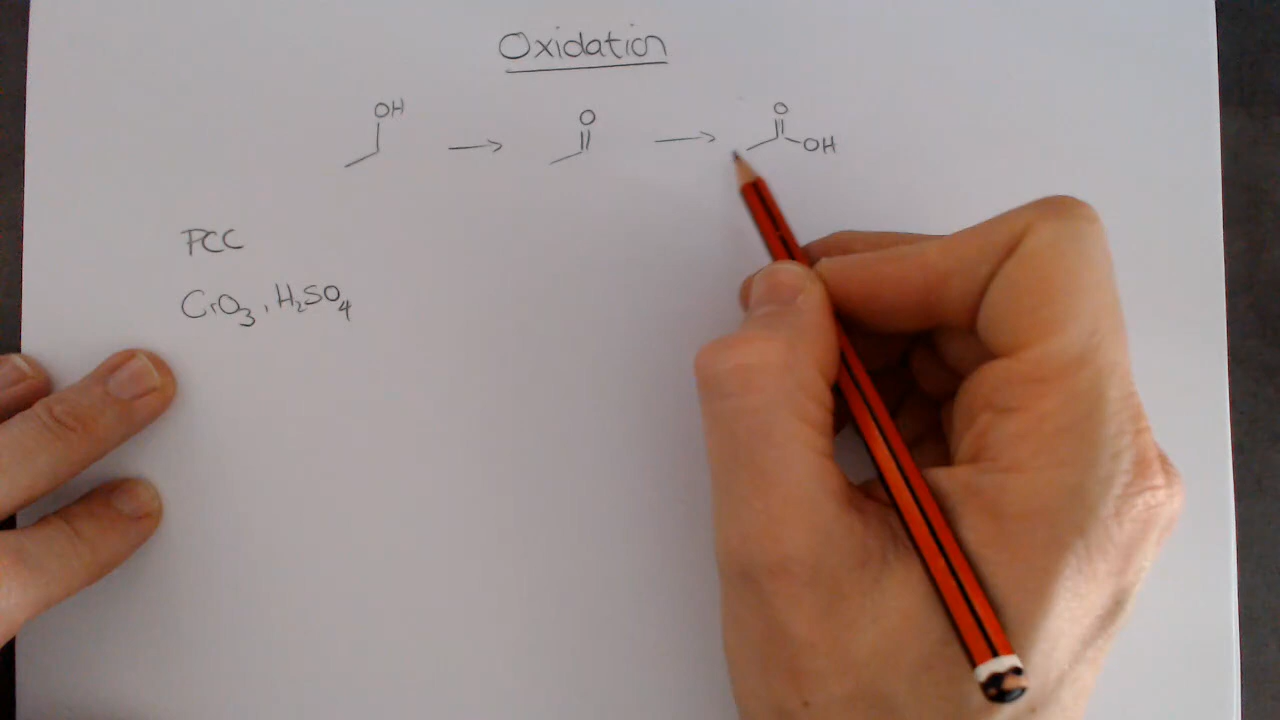 Oxidation
OH → O → O OH
PCC
CrO₃, H₂SO₄